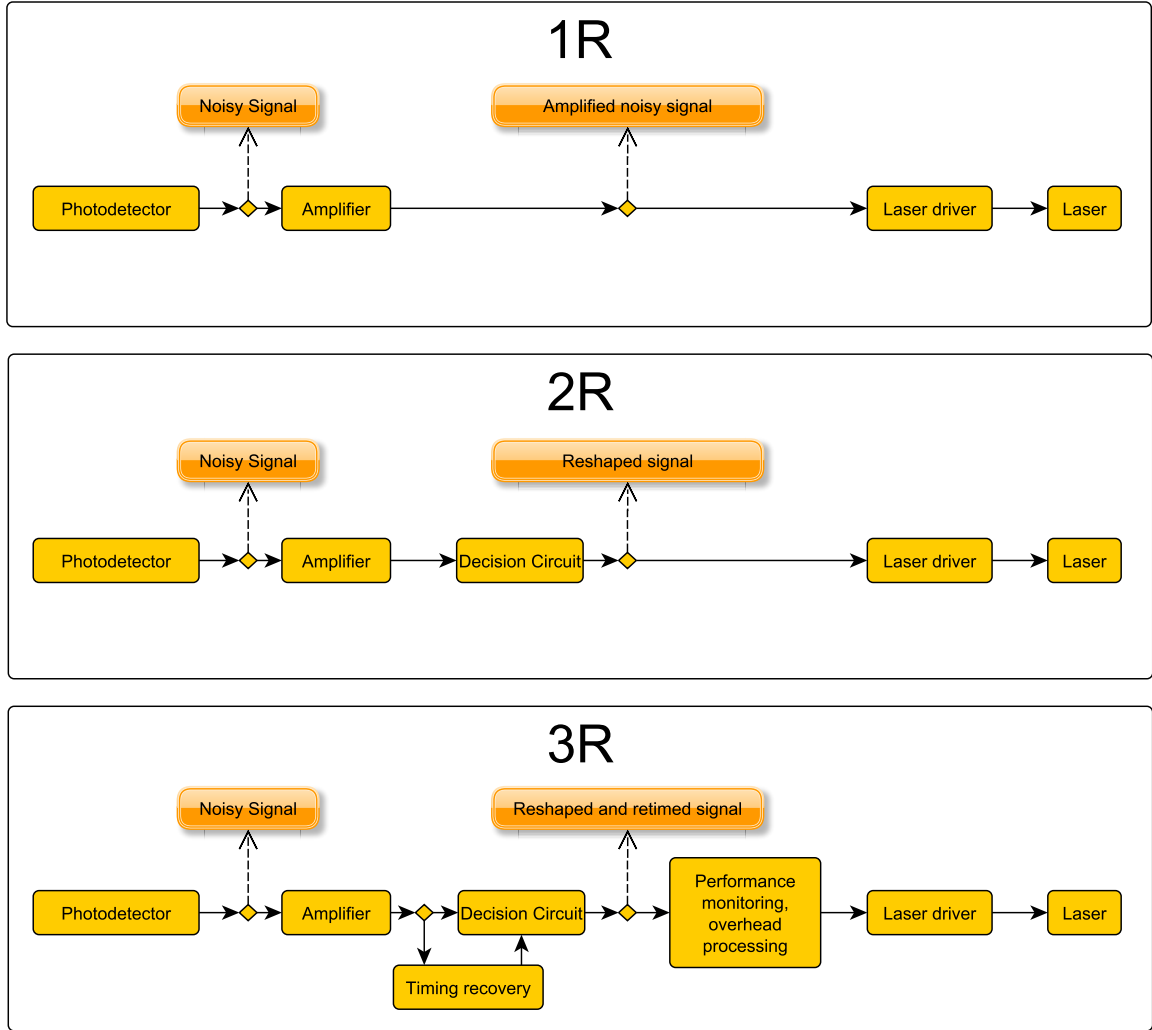 1R
Noisy Signal
Amplified noisy signal
Photodetector
Amplifier
Laser driver
Laser
2R
Noisy Signal
Reshaped signal
Photodetector
Amplifier
Decision Circuit
Laser driver
Laser
3R
Noisy Signal
Reshaped and retimed signal
Photodetector
Amplifier
Decision Circuit
Performance
monitoring,
overhead
processing
Laser driver
Laser
Timing recovery